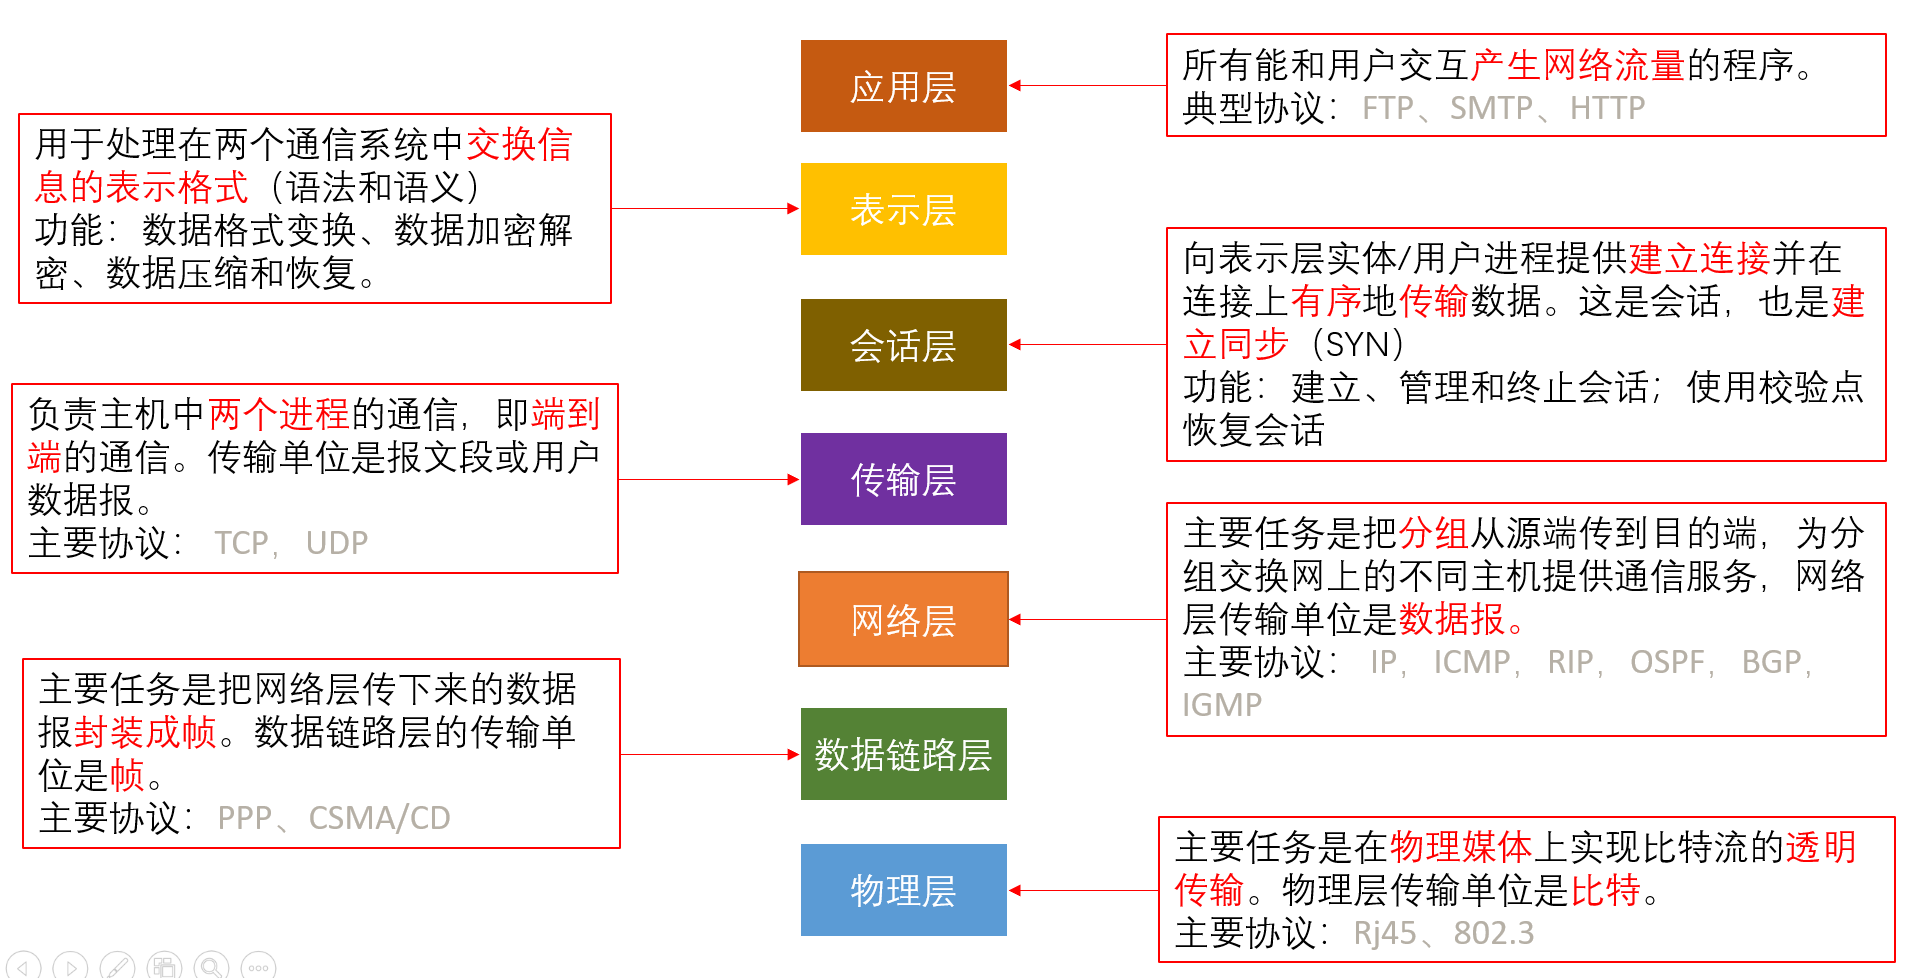 应用层
所有能和用户交互产生网络流量的程序。
典型协议：FTP、SMTP、HTTP
用于处理在两个通信系统中交换信
息的表示格式（语法和语义）
功能：数据格式变换、数据加密解
密、数据压缩和恢复。
表示层
会话层
向表示层实体/用户进程提供建立连接并在
连接上有序地传输数据。这是会话，也是建
立同步（SYN）
功能：建立、管理和终止会话；使用校验点
恢复会话
负责主机中两个进程的通信，即端到
端的通信。传输单位是报文段或用户
数据报。
主要协议： TCP，UDP
传输层
网络层
主要任务是把分组从源端传到目的端，为分
组交换网上的不同主机提供通信服务，网络
层传输单位是数据报。
主要协议： IP，ICMP，RIP，OSPF，BGP，
IGMP
主要任务是把网络层传下来的数据
报封装成帧。数据链路层的传输单
位是帧。
主要协议：PPP、CSMA/CD
数据链路层
物理层
主要任务是在物理媒体上实现比特流的透明
传输。物理层传输单位是比特。
主要协议：Rj45、802.3